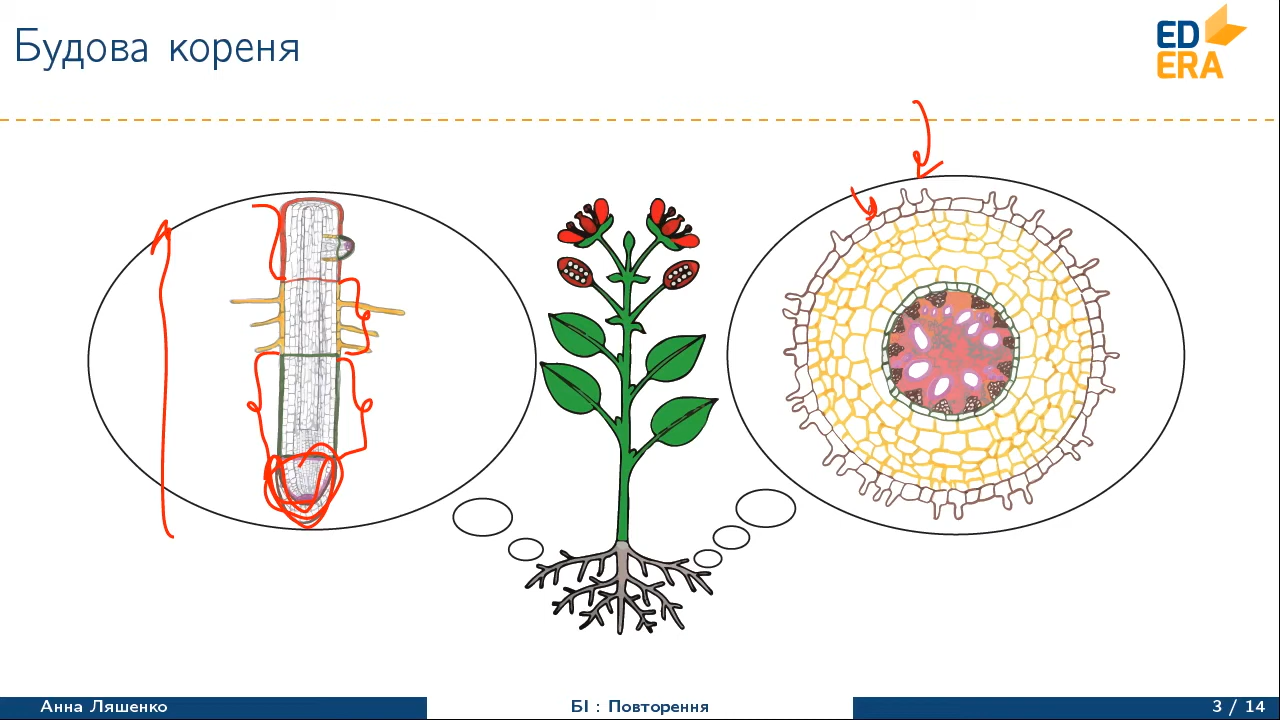 Будова кореня
ED
ERA
Анна Ляшенко
БІ : Повторення
3 / 14